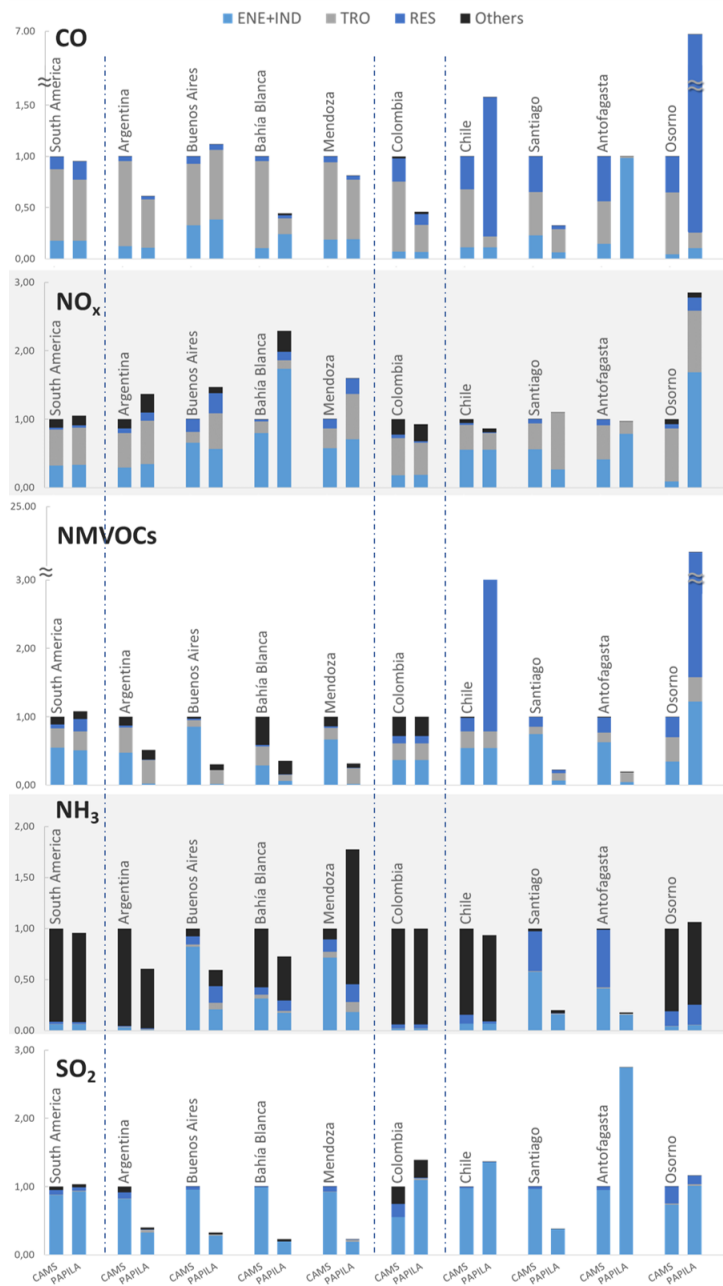 ENE+IND TRO RES Others
CO
7.00
≈
1,50
1,00
0,50
0,00
South America
Argentina
Buenos Aires
Bahía Blanca
Mendoza
Colombia
Chile
Santiago
Antofagasta
Osorno
NOx
3,00
2,00
1,00
0,00
South America
Argentina
Buenos Aires
Bahía Blanca
Mendoza
Colombia
Chile
Santiago
Antofagasta
Osorno
NMVOCs
25.00
≈
3,00
2,00
1,00
0,00
South America
Argentina
Buenos Aires
Bahía Blanca
Mendoza
Colombia
Chile
Santiago
Antofagasta
Osorno
NH3
2,00
1,00
0,50
0,00
South America
Argentina
Buenos Aires
Bahía Blanca
Mendoza
Colombia
Chile
Santiago
Antofagasta
Osorno
SO2
3,00
2,00
1,00
0,00
South America
Argentina
Buenos Aires
Bahía Blanca
Mendoza
Colombia
Chile
Santiago
Antofagasta
Osorno
CAMS PAPILA CAMS PAPILA CAMS PAPILA CAMS PAPILA CAMS PAPILA CAMS PAPILA CAMS PAPILA CAMS PAPILA CAMS PAPILA CAMS PAPILA